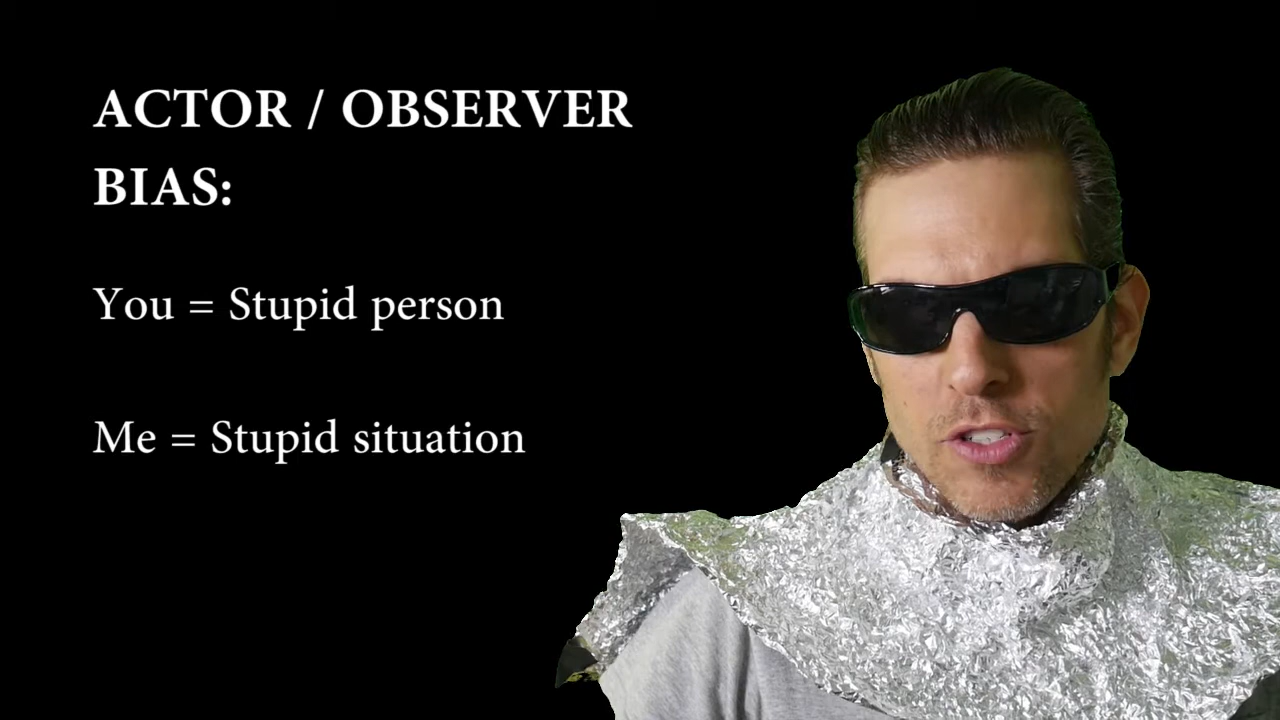 ACTOR / OBSERVER
BIAS:
You = Stupid person
Me = Stupid situation